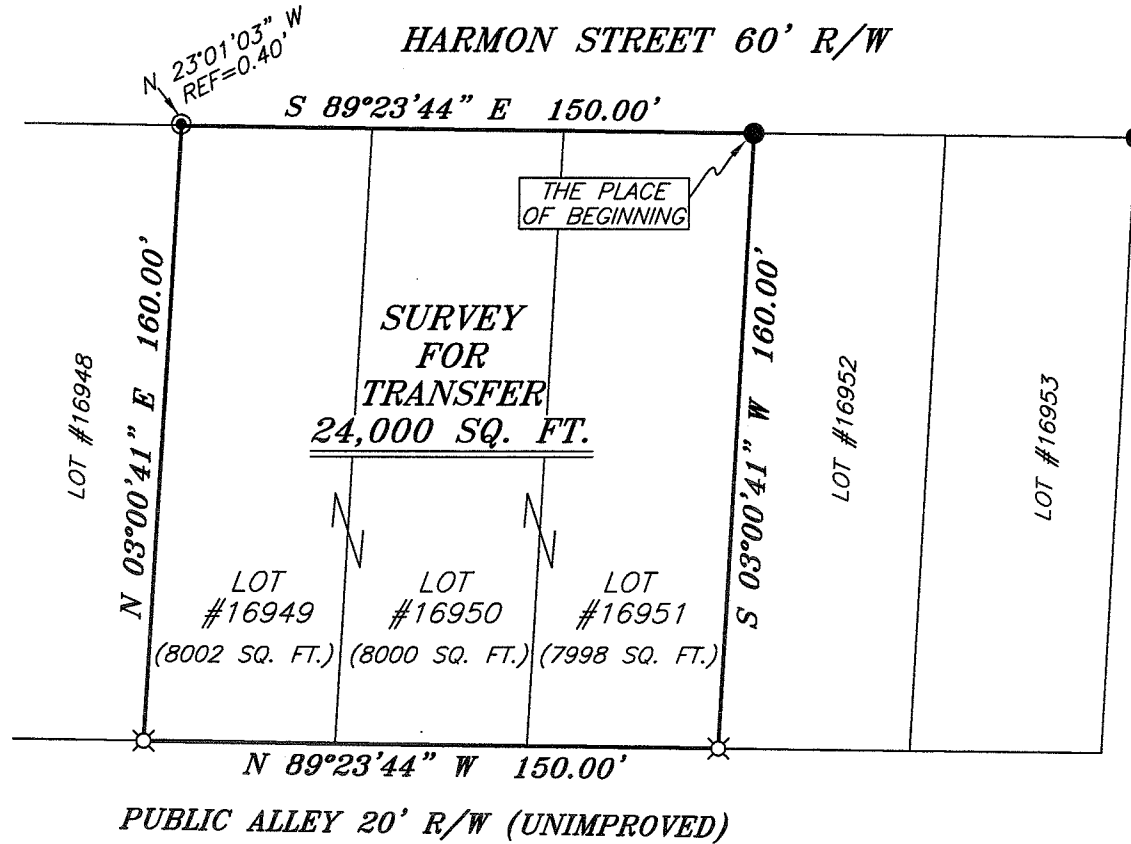 HARMON STREET 60' R/W
N 23°01'03" W
REF=0.40'
S 89°23'44" E 150.00'
THE PLACE
OF BEGINNING
N 03°00'41" E 160.00'
S 03°00'41" W 160.00'
SURVEY
FOR
TRANSFER
24,000 SQ. FT.
LOT #16948
LOT #16952
LOT #16953
LOT
#16949
(8002 SQ. FT.)
LOT
#16950
(8000 SQ. FT.)
LOT
#16951
(7998 SQ. FT.)
N 89°23'44" W 150.00'
PUBLIC ALLEY 20' R/W (UNIMPROVED)